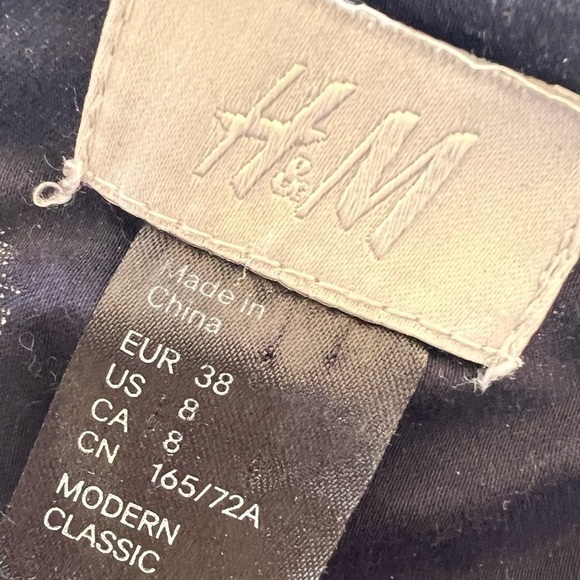 H&M
Made in
China
EUR 38
US 8
CA 8
CN 165/72A
MODERN
CLASSIC